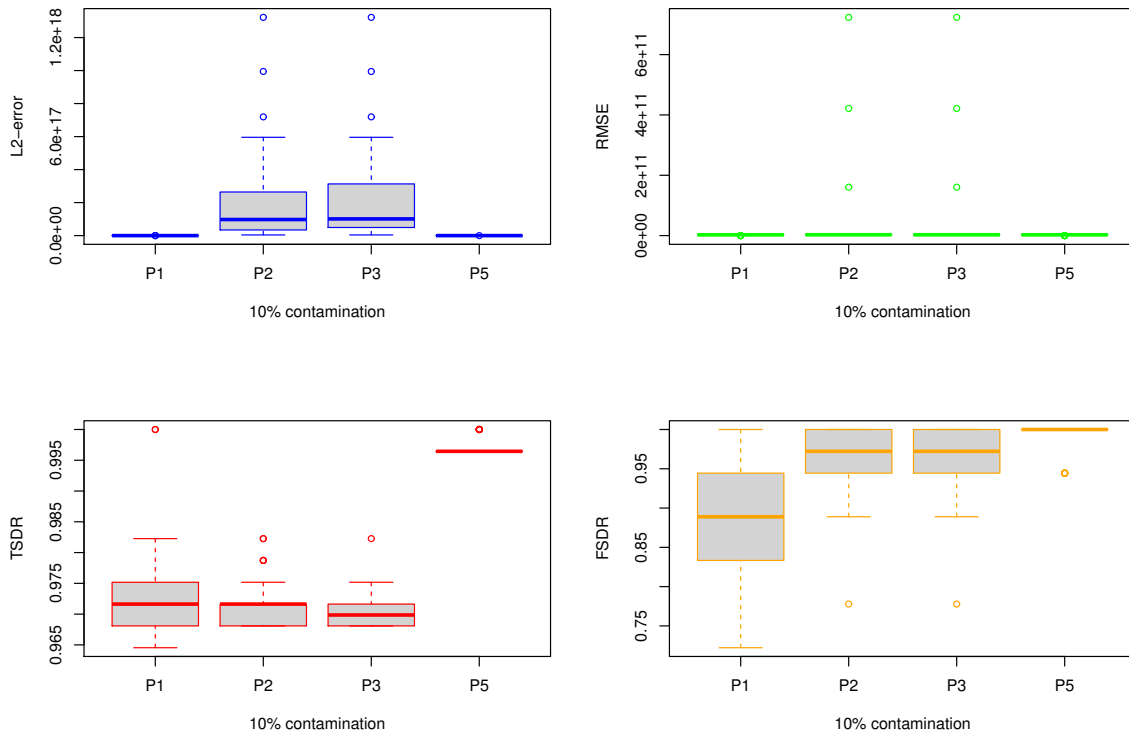 L2−error
0.0e+00 6.0e+17 1.2e+18
P1 P2 P3 P5
10% contamination
RMSE
0e+00 2e+11 4e+11 6e+11
P1 P2 P3 P5
10% contamination
TSDR
0.965 0.975 0.985 0.995
P1 P2 P3 P5
10% contamination
FSDR
0.75 0.85 0.95
P1 P2 P3 P5
10% contamination